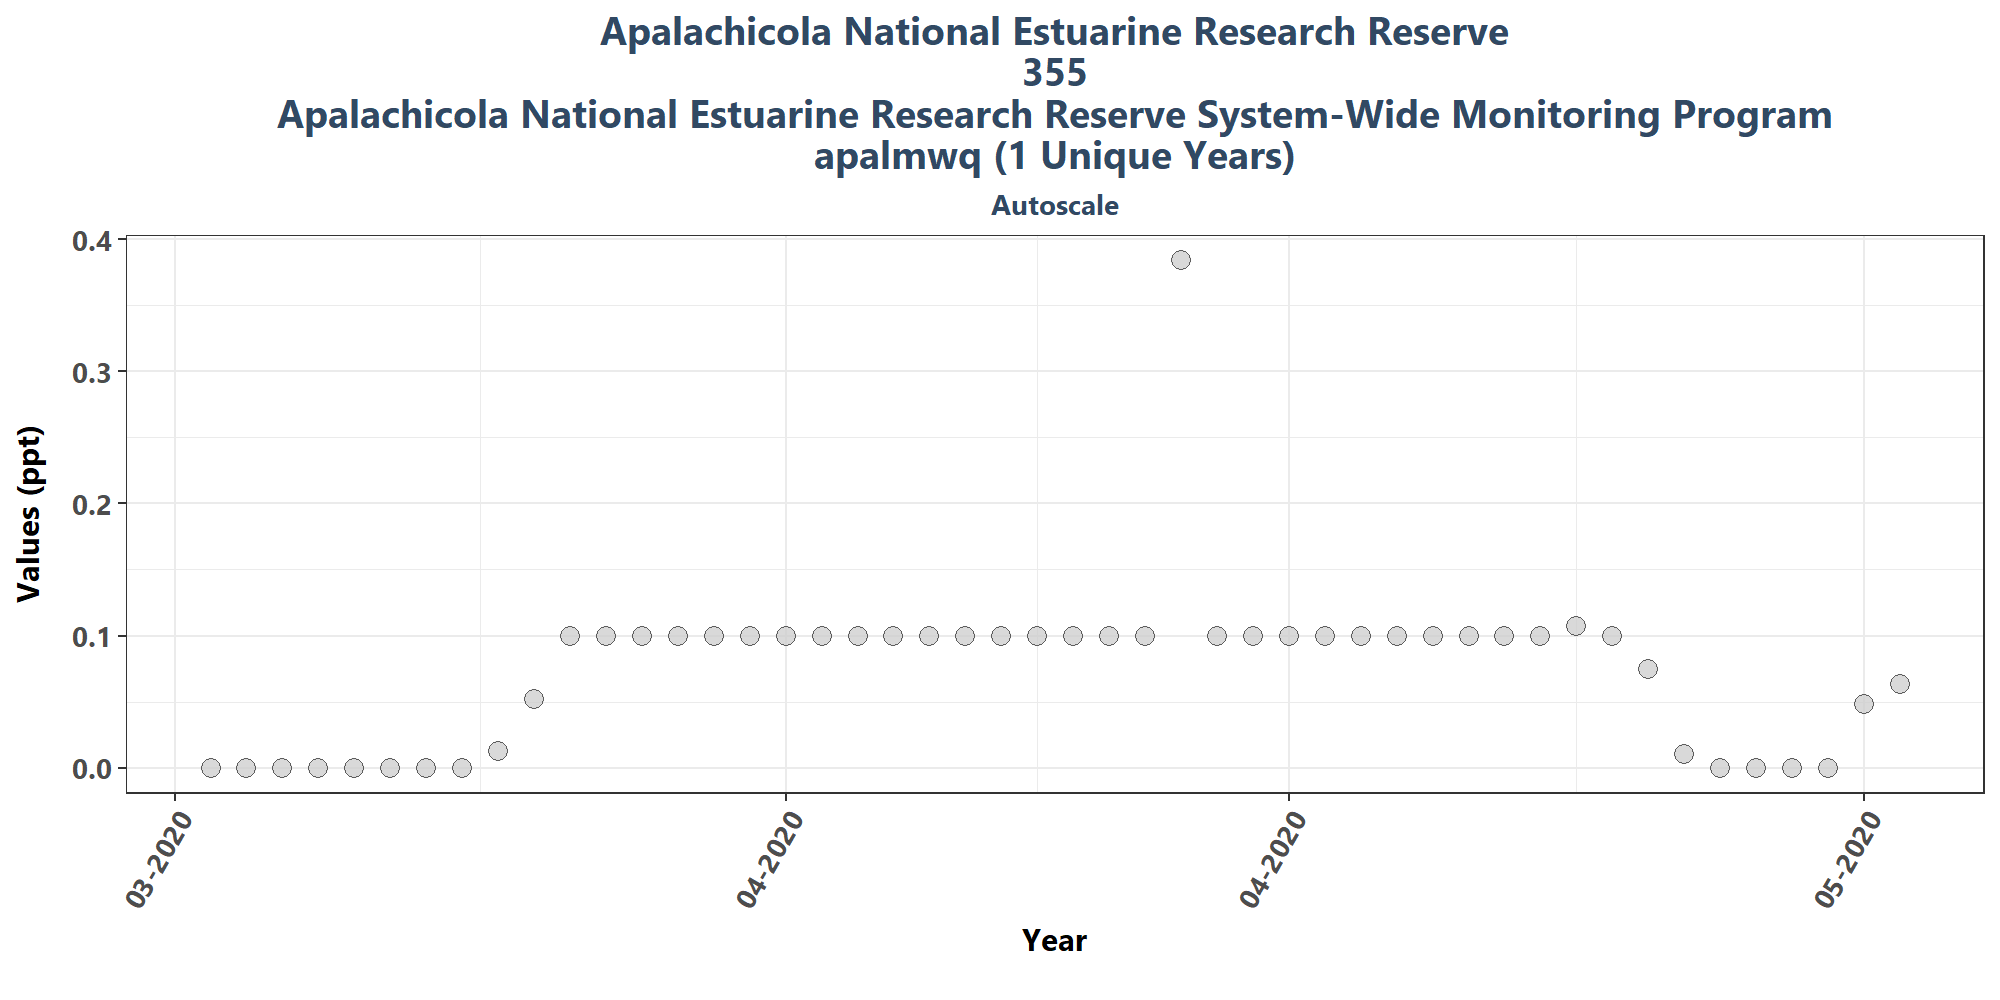 Apalachicola National Estuarine Research Reserve
355
Apalachicola National Estuarine Research Reserve System-Wide Monitoring Program
apalmwq (1 Unique Years)
Autoscale
0.4
0.3
0.2
0.1
0.0
Values (ppt)
03-2020
04-2020
04-2020
05-2020
Year